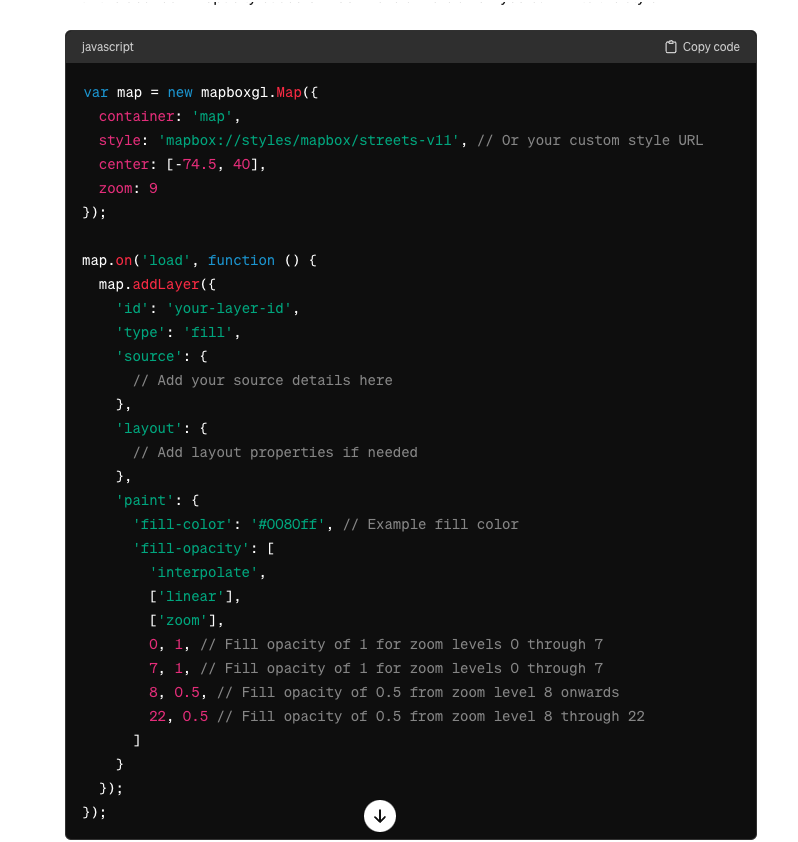 javascript
Copy code
var map = new mapboxgl.Map({
  container: 'map',
  style: 'mapbox://styles/mapbox/streets-v11', // Or your custom style URL
  center: [-74.5, 40],
  zoom: 9
});

map.on('load', function () {
  map.addLayer({
    'id': 'your-layer-id',
    'type': 'fill',
    'source': {
      // Add your source details here
    },
    'layout': {
      // Add layout properties if needed
    },
    'paint': {
      'fill-color': '#0080ff', // Example fill color
      'fill-opacity': [
        'interpolate',
        ['linear'],
        ['zoom'],
        0, 1, // Fill opacity of 1 for zoom levels 0 through 7
        7, 1, // Fill opacity of 1 for zoom levels 0 through 7
        8, 0.5, // Fill opacity of 0.5 from zoom level 8 onwards
        22, 0.5 // Fill opacity of 0.5 from zoom level 8 through 22
      ]
    }
  });
});